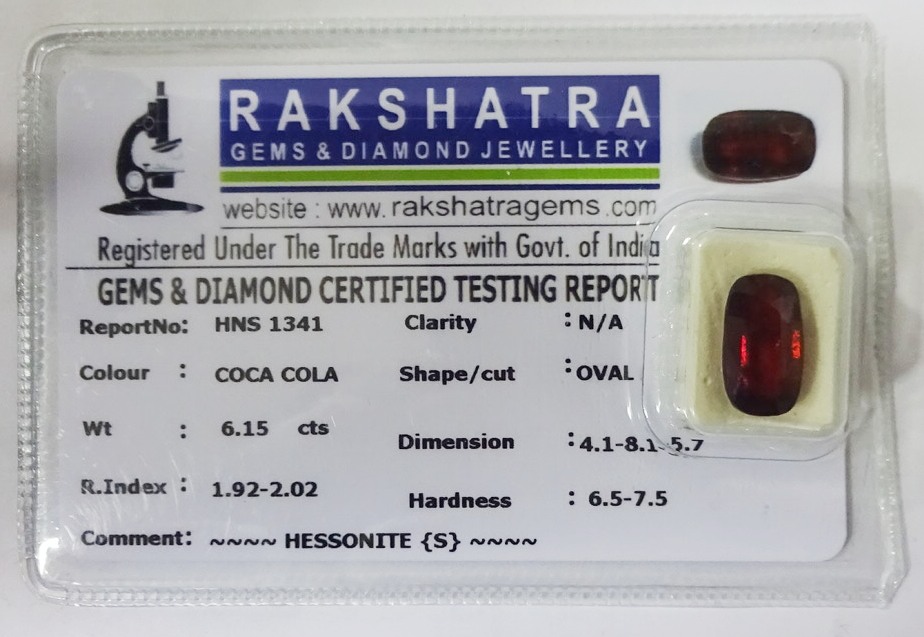 RAKSHATRA
GEMS & DIAMOND JEWELLERY
website : www.rakshatragems.com
Registered Under The Trade Marks with Govt. of India
GEMS & DIAMOND CERTIFIED TESTING REPORT
ReportNo: HNS 1341 Clarity : N/A
Colour : COCA COLA Shape/cut : OVAL
Wt : 6.15 cts Dimension : 4.1-8.1-5.7
R.Index : 1.92-2.02 Hardness : 6.5-7.5
Comment: ~~~~ HESSONITE {S} ~~~~